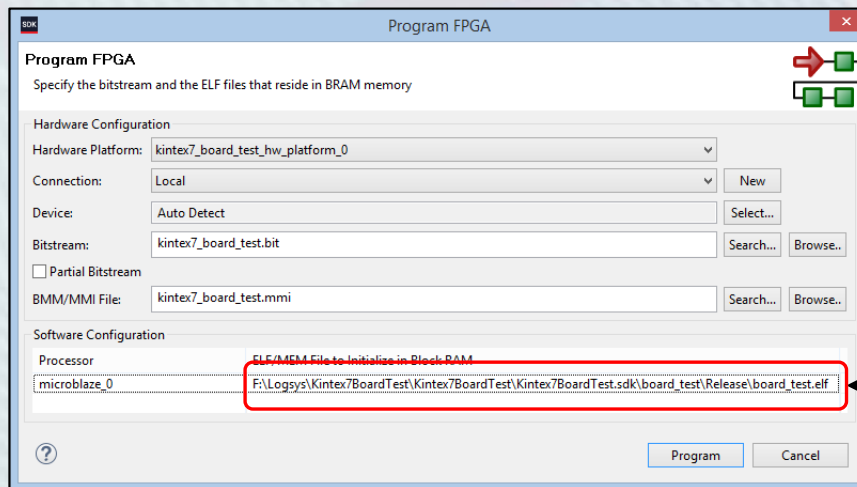 SDK Program FPGA
Program FPGA
Specify the bitstream and the ELF files that reside in BRAM memory
Hardware Configuration
Hardware Platform: kintex7_board_test_hw_platform_0
Connection: Local New
Device: Auto Detect Select...
Bitstream: kintex7_board_test.bit Search... Browse..
Partial Bitstream
BMM/MMI File: kintex7_board_test.mmi Search... Browse..
Software Configuration
Processor ELF/MEM File to Initialize in Block RAM
microblaze_0 F:\Logsys\Kintex7BoardTest\Kintex7BoardTest\Kintex7BoardTest.sdk\board_test\Release\board_test.elf
Program Cancel